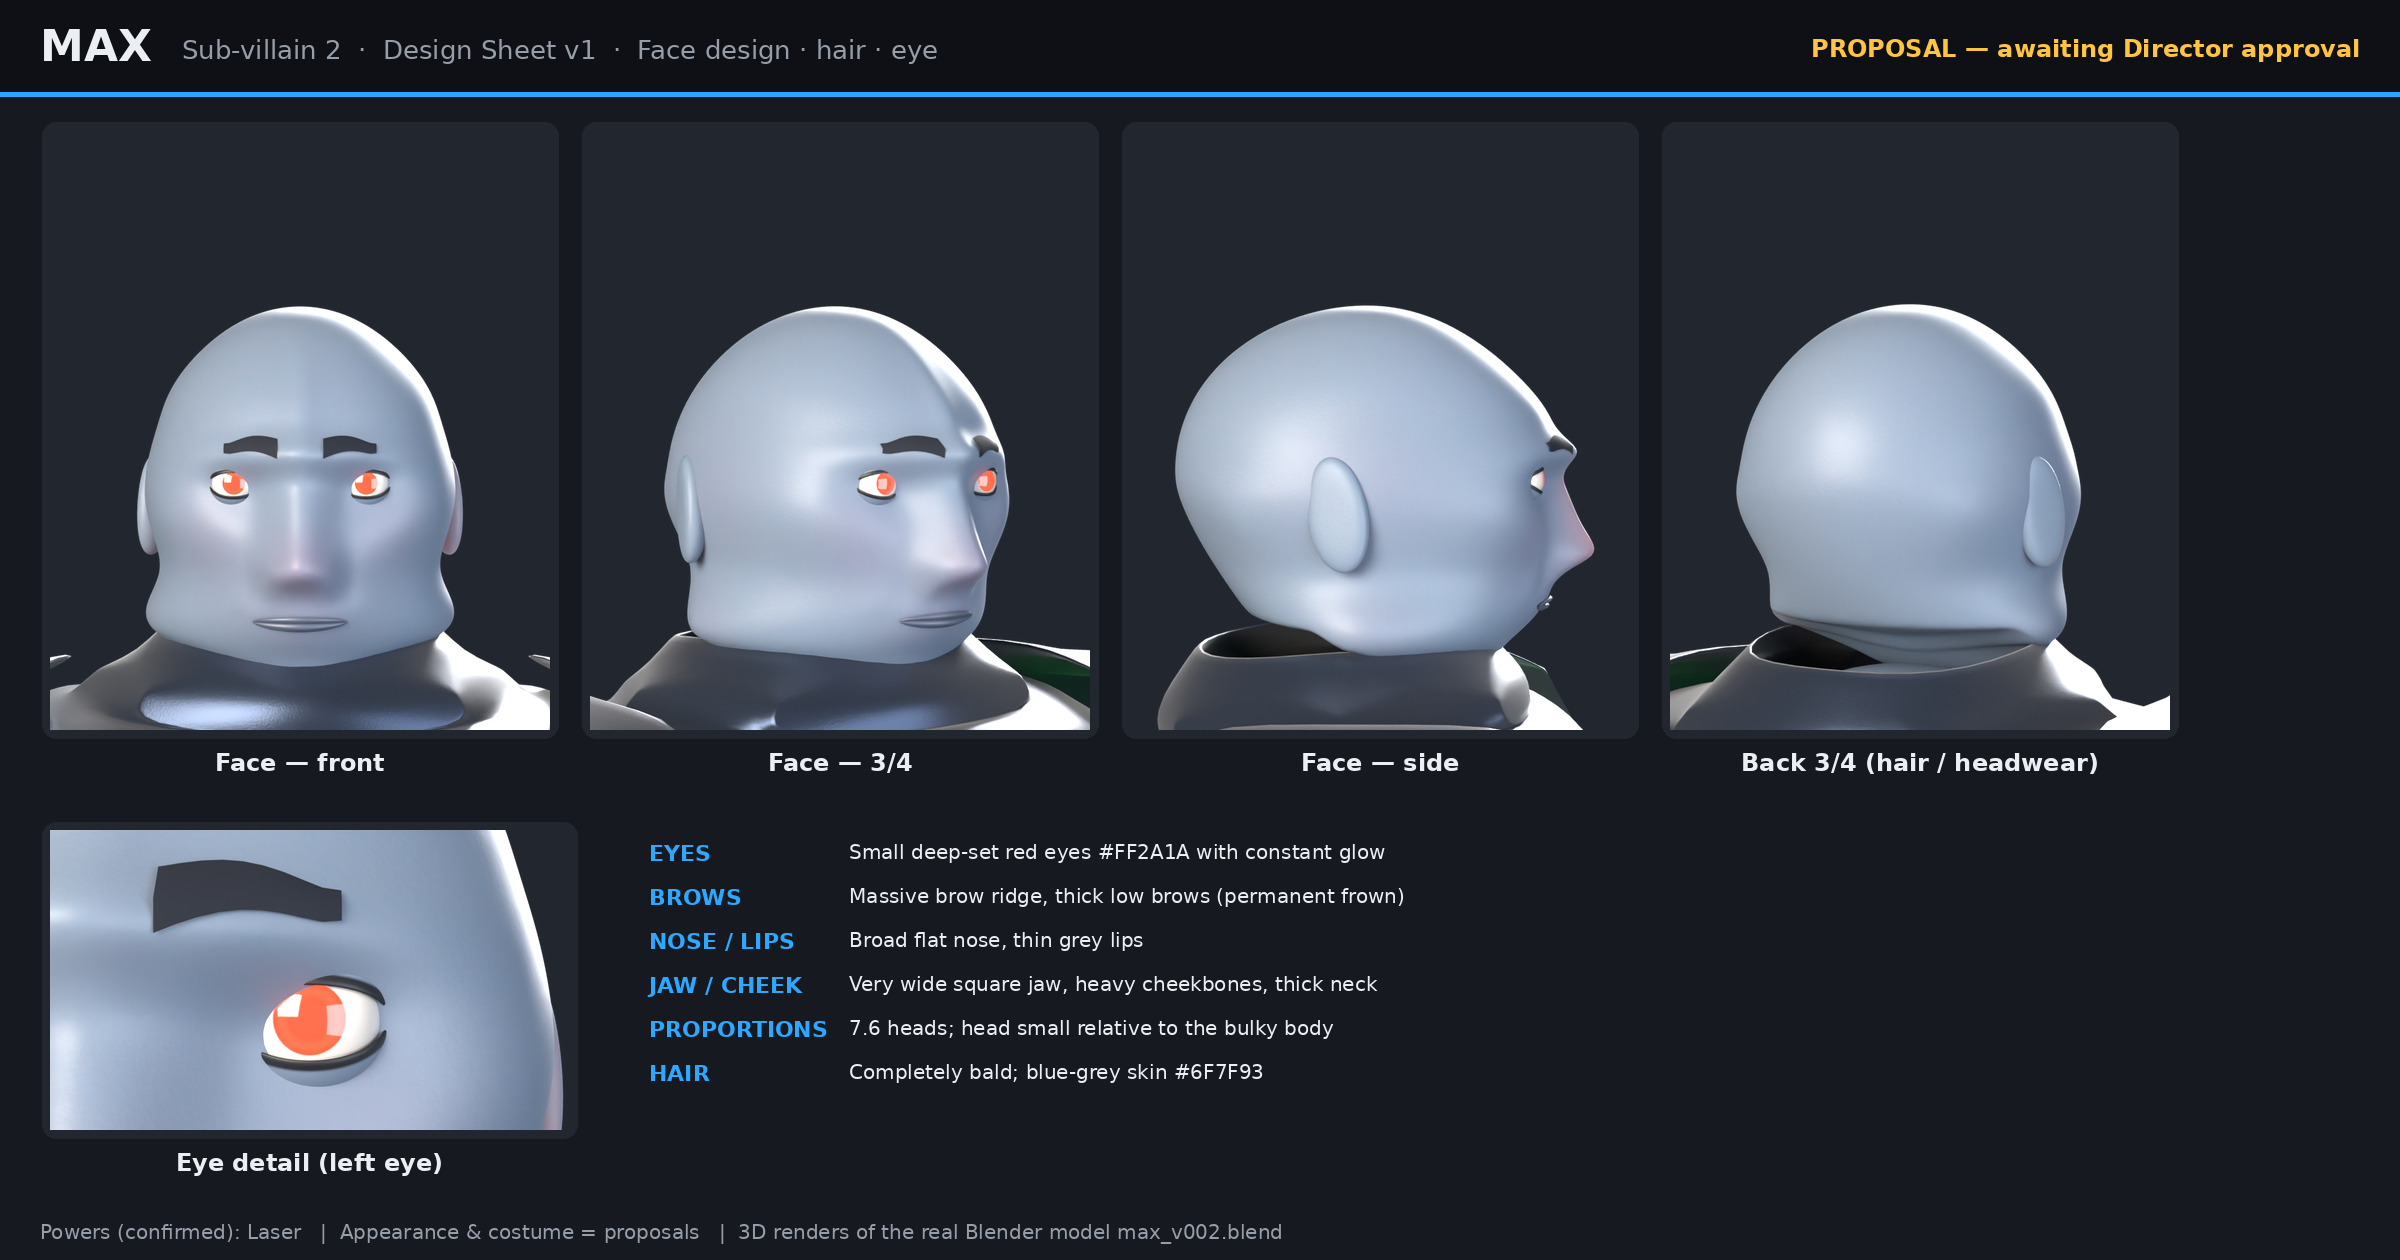 MAX Sub-villain 2 · Design Sheet v1 · Face design · hair · eye PROPOSAL — awaiting Director approval
Face — front
Face — 3/4
Face — side
Back 3/4 (hair / headwear)
EYES Small deep-set red eyes #FF2A1A with constant glow
BROWS Massive brow ridge, thick low brows (permanent frown)
NOSE / LIPS Broad flat nose, thin grey lips
JAW / CHEEK Very wide square jaw, heavy cheekbones, thick neck
PROPORTIONS 7.6 heads; head small relative to the bulky body
HAIR Completely bald; blue-grey skin #6F7F93
Eye detail (left eye)
Powers (confirmed): Laser | Appearance & costume = proposals | 3D renders of the real Blender model max_v002.blend